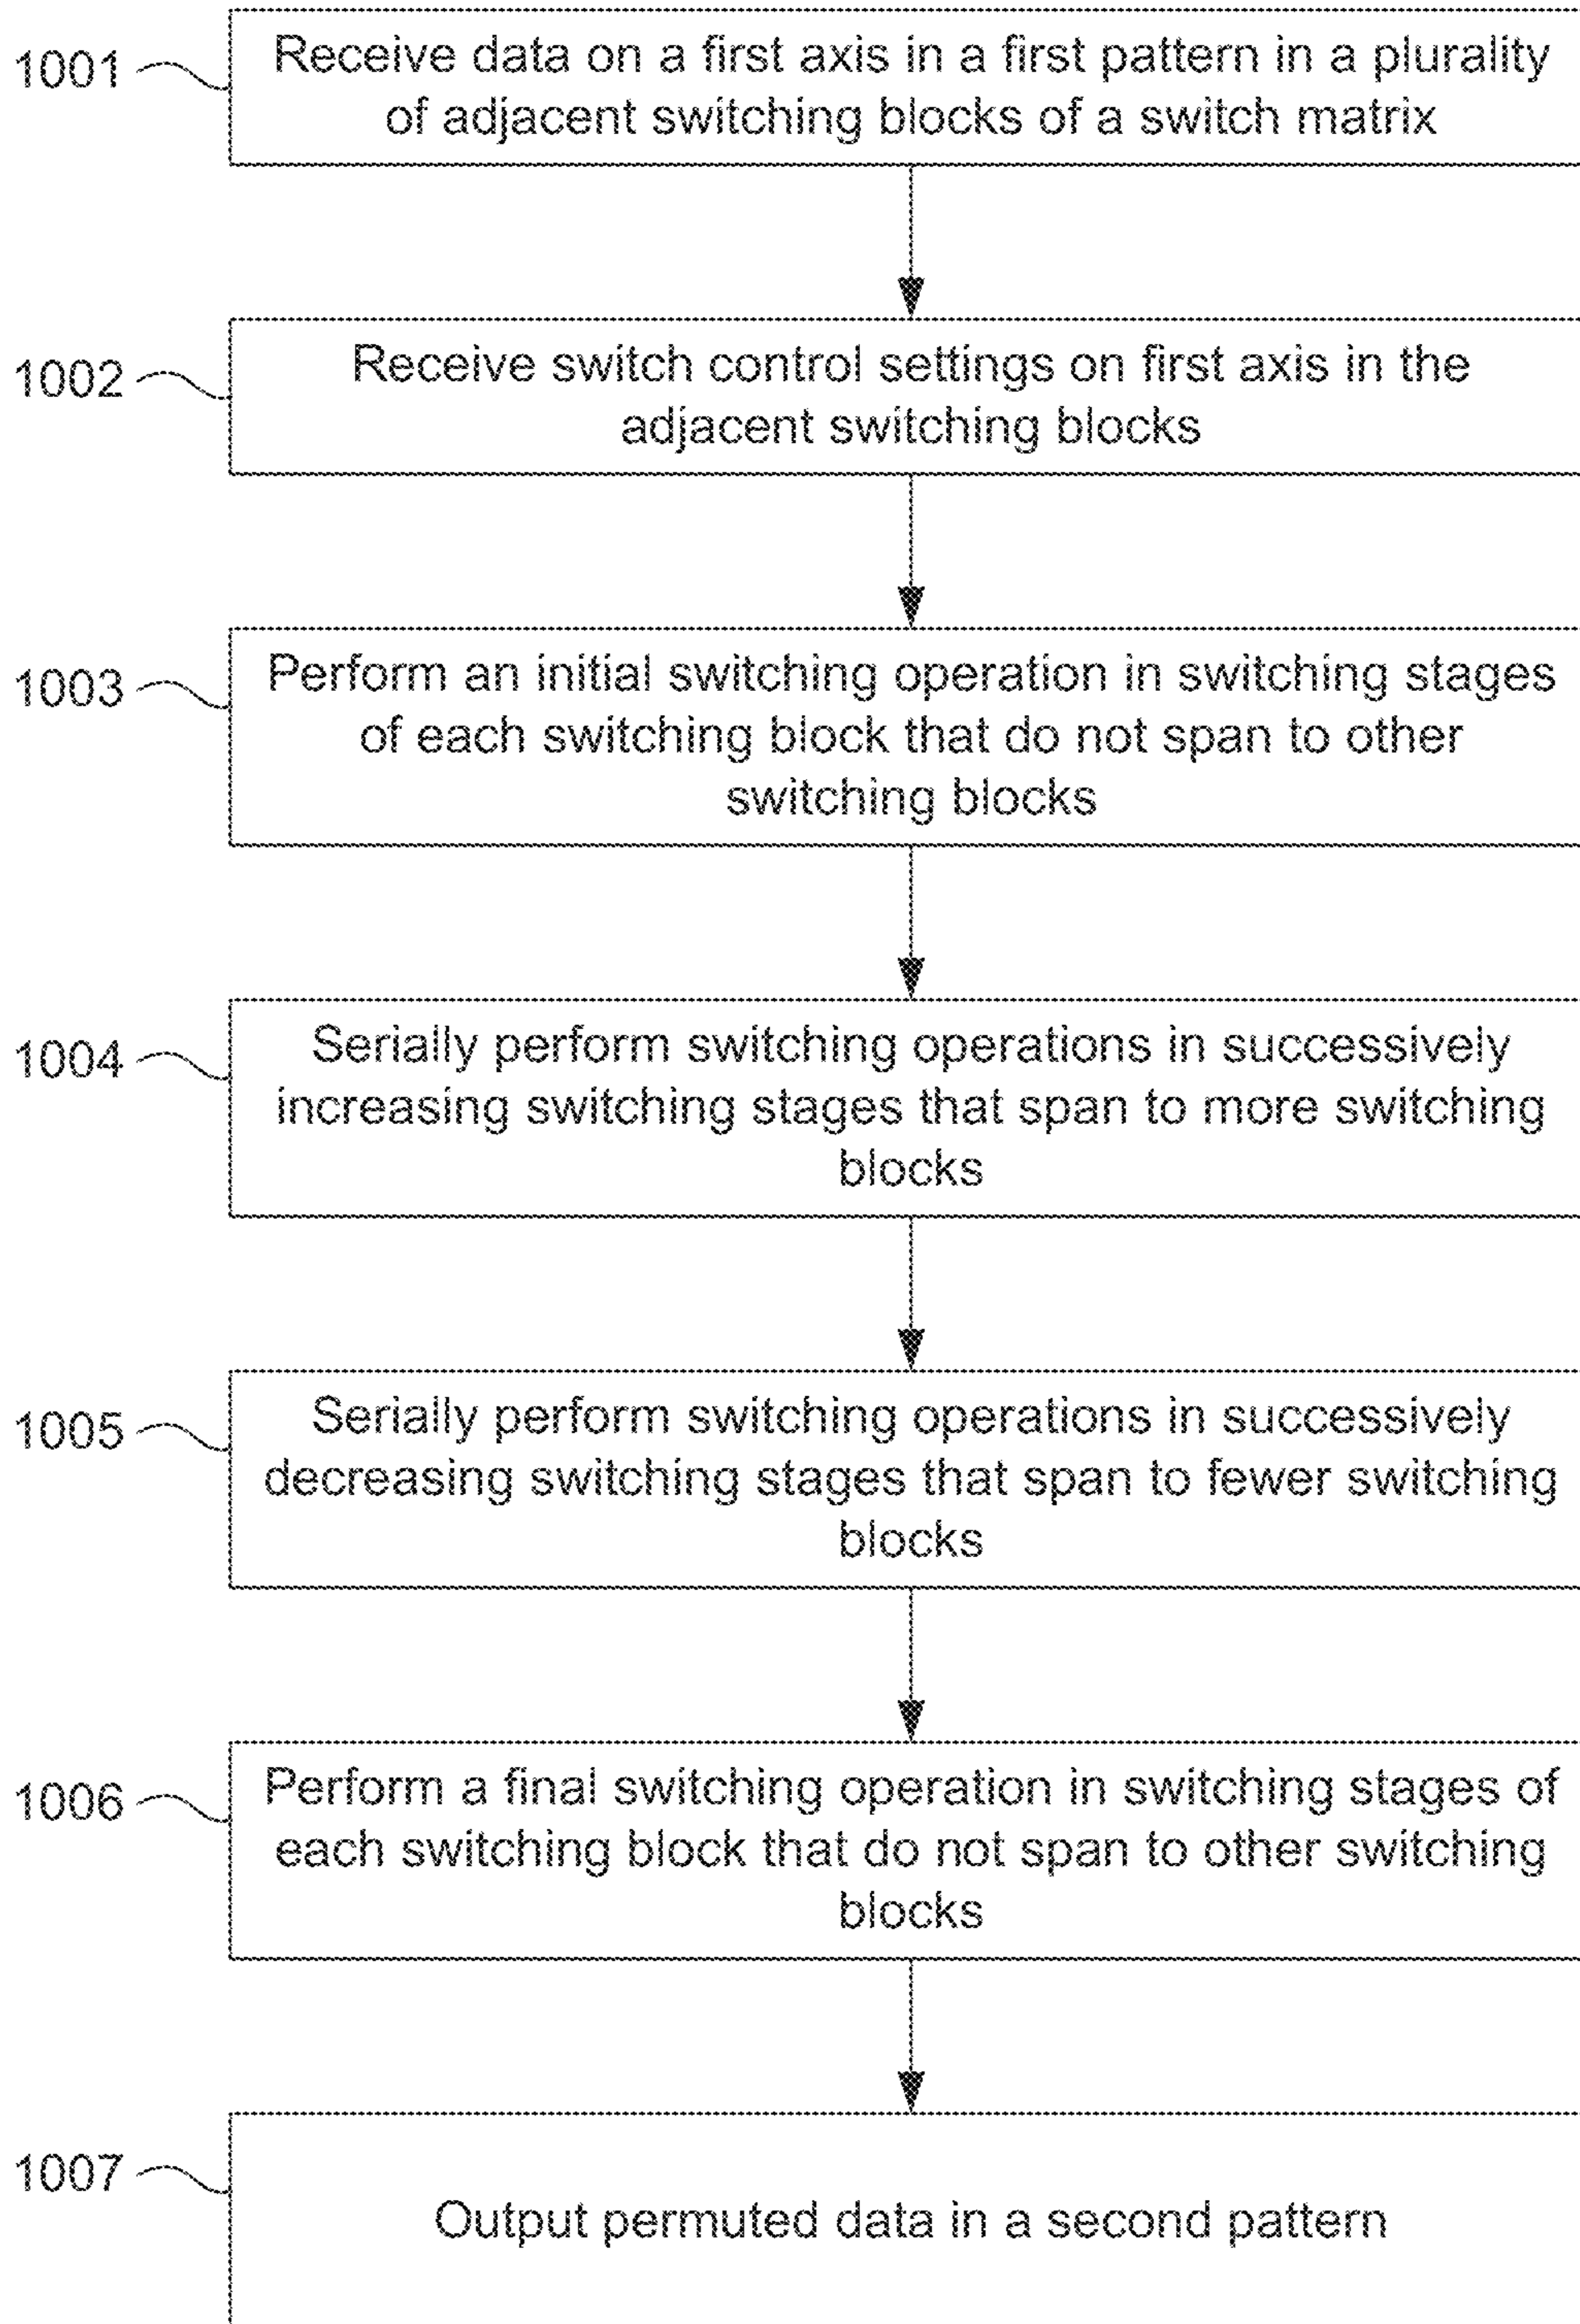 1001
Receive data on a first axis in a first pattern in a plurality
of adjacent switching blocks of a switch matrix
1002
Receive switch control settings on first axis in the
adjacent switching blocks
1003
Perform an initial switching operation in switching stages
of each switching block that do not span to other
switching blocks
1004
Serially perform switching operations in successively
increasing switching stages that span to more switching
blocks
1005
Serially perform switching operations in successively
decreasing switching stages that span to fewer switching
blocks
1006
Perform a final switching operation in switching stages of
each switching block that do not span to other switching
blocks
1007
Output permuted data in a second pattern